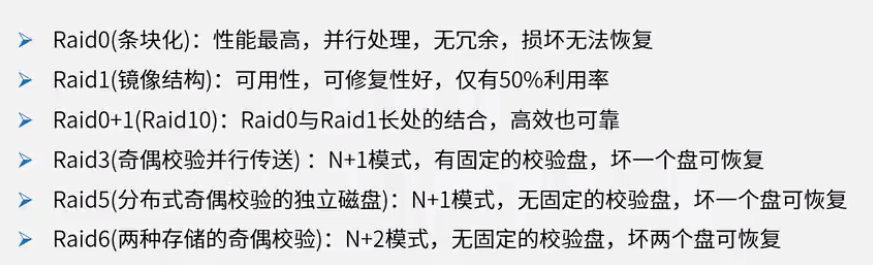 Raid0(条块化)：性能最高，并行处理，无冗余，损坏无法恢复
Raid1(镜像结构)：可用性，可修复性好，仅有50%利用率
Raid0+1(Raid10)：Raid0与Raid1长处的结合，高效也可靠
Raid3(奇偶校验并行传送)：N+1模式，有固定的校验盘，坏一个盘可恢复
Raid5(分布式奇偶校验的独立磁盘)：N+1模式，无固定的校验盘，坏一个盘可恢复
Raid6(两种存储的奇偶校验)：N+2模式，无固定的校验盘，坏两个盘可恢复